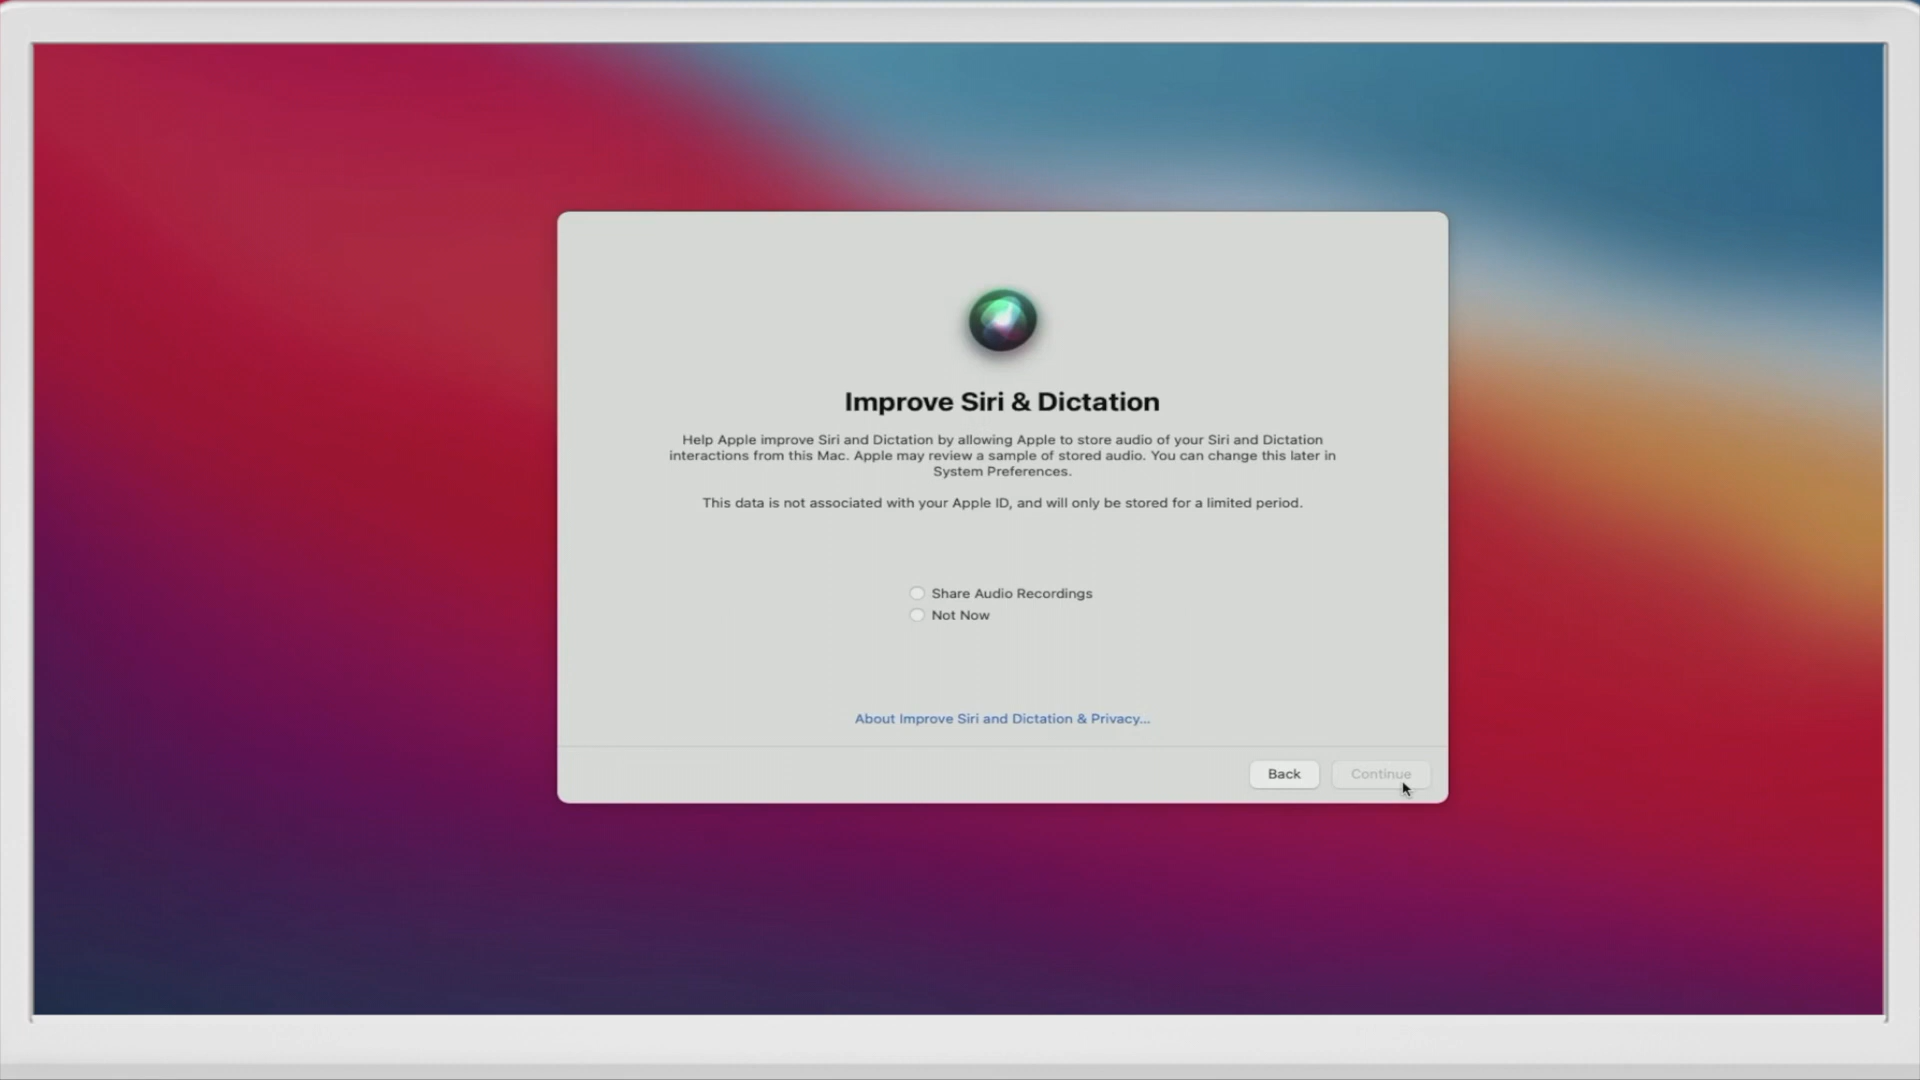 Improve Siri & Dictation
Help Apple improve Siri and Dictation by allowing Apple to store audio of your Siri and Dictation
interactions from this Mac. Apple may review a sample of stored audio. You can change this later in
System Preferences.
This data is not associated with your Apple ID, and will only be stored for a limited period.
Share Audio Recordings
Not Now
About Improve Siri and Dictation & Privacy...
Back
Continue